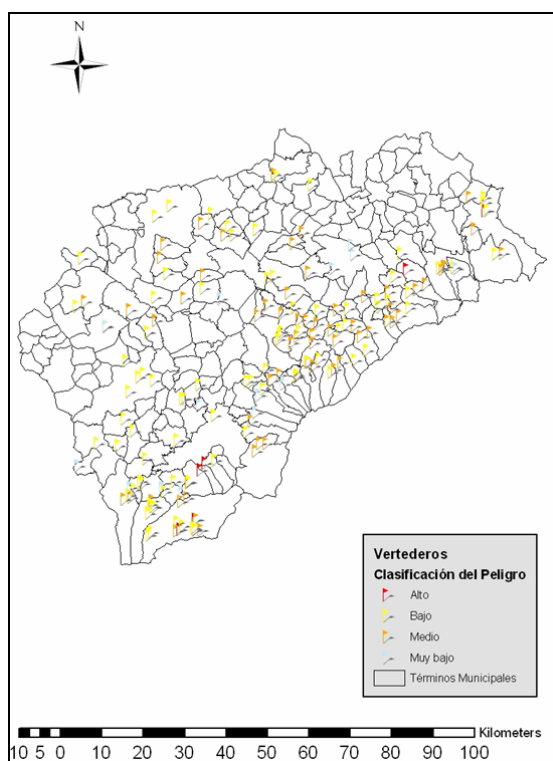 N
Vertederos
Clasificación del Peligro
Alto
Bajo
Medio
Muy bajo
Términos Municipales
Kilometers
10 5 0 10 20 30 40 50 60 70 80 90 100